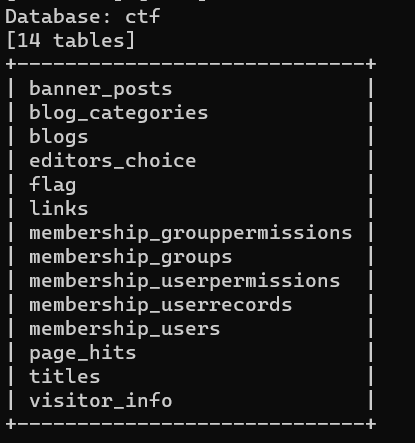 Database: ctf
[14 tables]
+----------------------------+
| banner_posts               |
| blog_categories            |
| blogs                      |
| editors_choice             |
| flag                       |
| links                      |
| membership_grouppermissions |
| membership_groups          |
| membership_userpermissions |
| membership_userrecords     |
| membership_users           |
| page_hits                  |
| titles                     |
| visitor_info               |
+----------------------------+